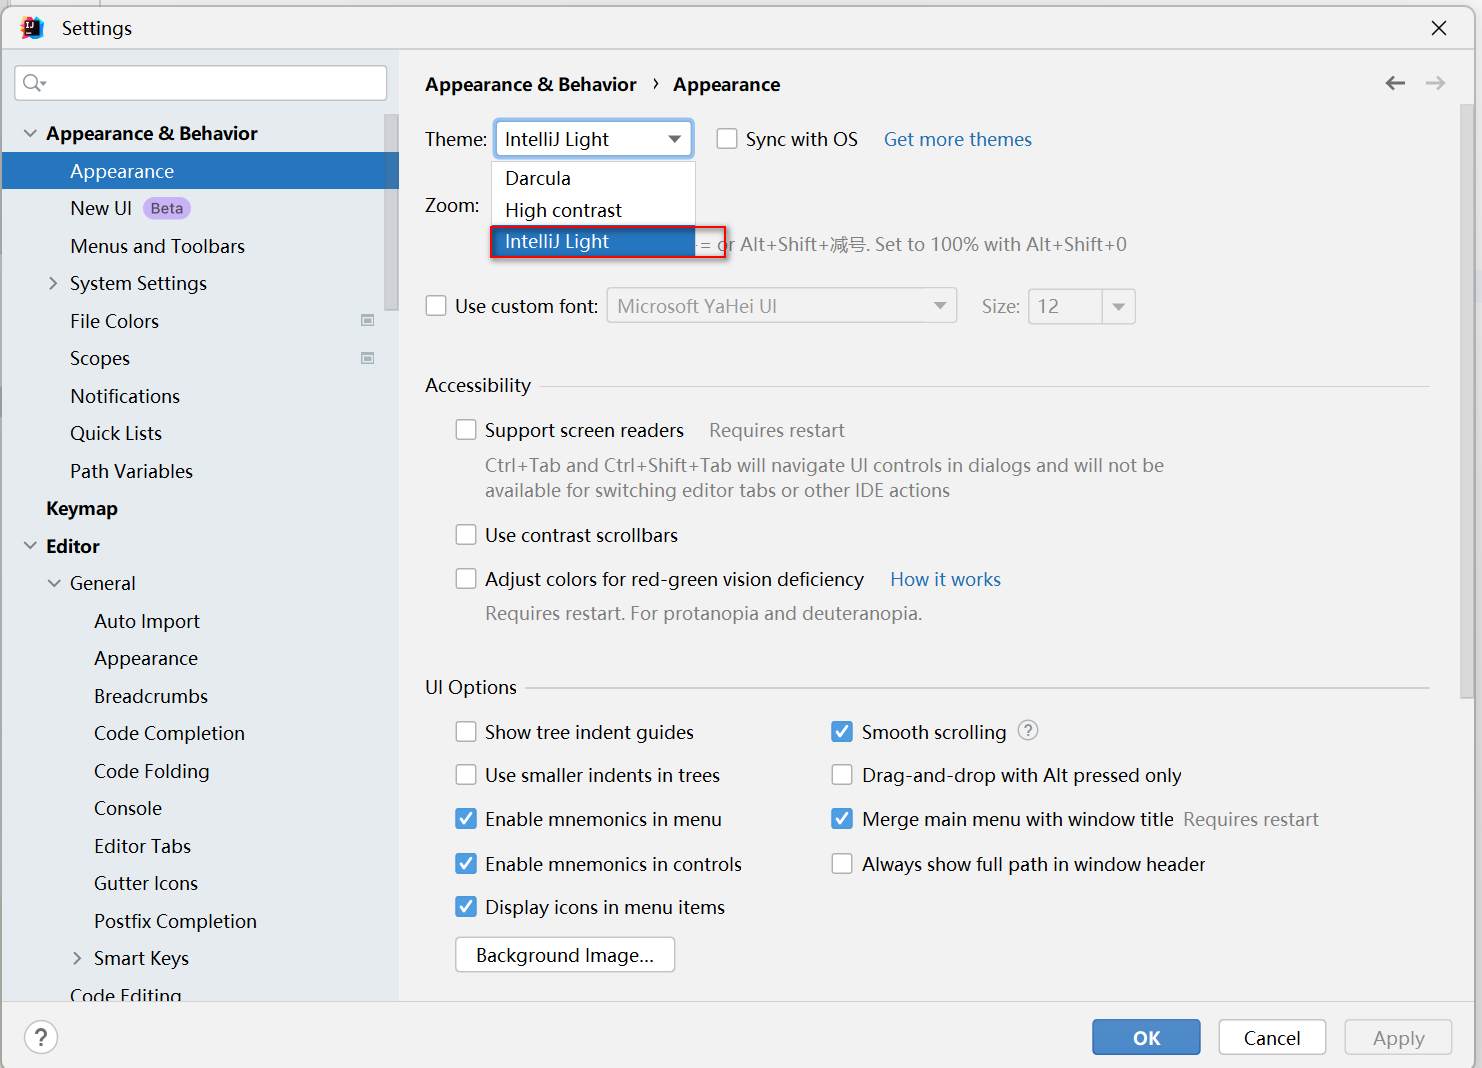 Settings
Appearance & Behavior
Appearance
New UI Beta
Menus and Toolbars
System Settings
File Colors
Scopes
Notifications
Quick Lists
Path Variables
Keymap
Editor
General
Auto Import
Appearance
Breadcrumbs
Code Completion
Code Folding
Console
Editor Tabs
Gutter Icons
Postfix Completion
Smart Keys
Code Editing
Appearance & Behavior › Appearance
Theme: IntelliJ Light Sync with OS Get more themes
Darcula
Zoom:
High contrast
IntelliJ Light = or Alt+Shift+减号. Set to 100% with Alt+Shift+0
Use custom font: Microsoft YaHei UI Size: 12
Accessibility
Support screen readers Requires restart
Ctrl+Tab and Ctrl+Shift+Tab will navigate UI controls in dialogs and will not be
available for switching editor tabs or other IDE actions
Use contrast scrollbars
Adjust colors for red-green vision deficiency How it works
Requires restart. For protanopia and deuteranopia.
UI Options
Show tree indent guides Smooth scrolling ?
Use smaller indents in trees Drag-and-drop with Alt pressed only
Enable mnemonics in menu Merge main menu with window title Requires restart
Enable mnemonics in controls Always show full path in window header
Display icons in menu items
Background Image...
? OK Cancel Apply